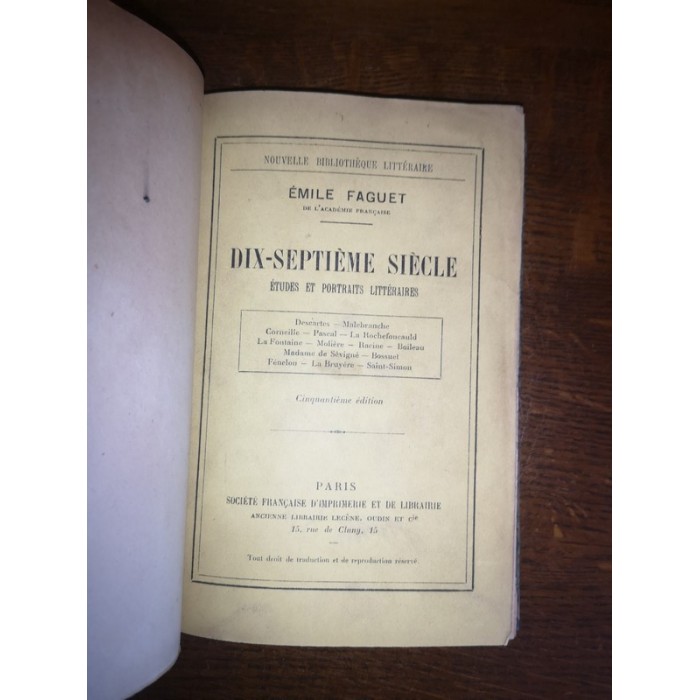 NOUVELLE BIBLIOTHÈQUE LITTÉRAIRE
ÉMILE FAGUET
DE L'ACADÉMIE FRANÇAISE
DIX-SEPTIÈME SIÈCLE
ÉTUDES ET PORTRAITS LITTÉRAIRES
Descartes — Malebranche
Corneille — Pascal — La Rochefoucauld
La Fontaine — Molière — Racine — Boileau
Madame de Sévigné — Bossuet
Fénelon — La Bruyère — Saint-Simon
Cinquantième édition
PARIS
SOCIÉTÉ FRANÇAISE D'IMPRIMERIE ET DE LIBRAIRIE
ANCIENNE LIBRAIRIE LECÈNE, OUDIN ET Cie
15, rue de Cluny, 15
Tout droit de traduction et de reproduction réservé.